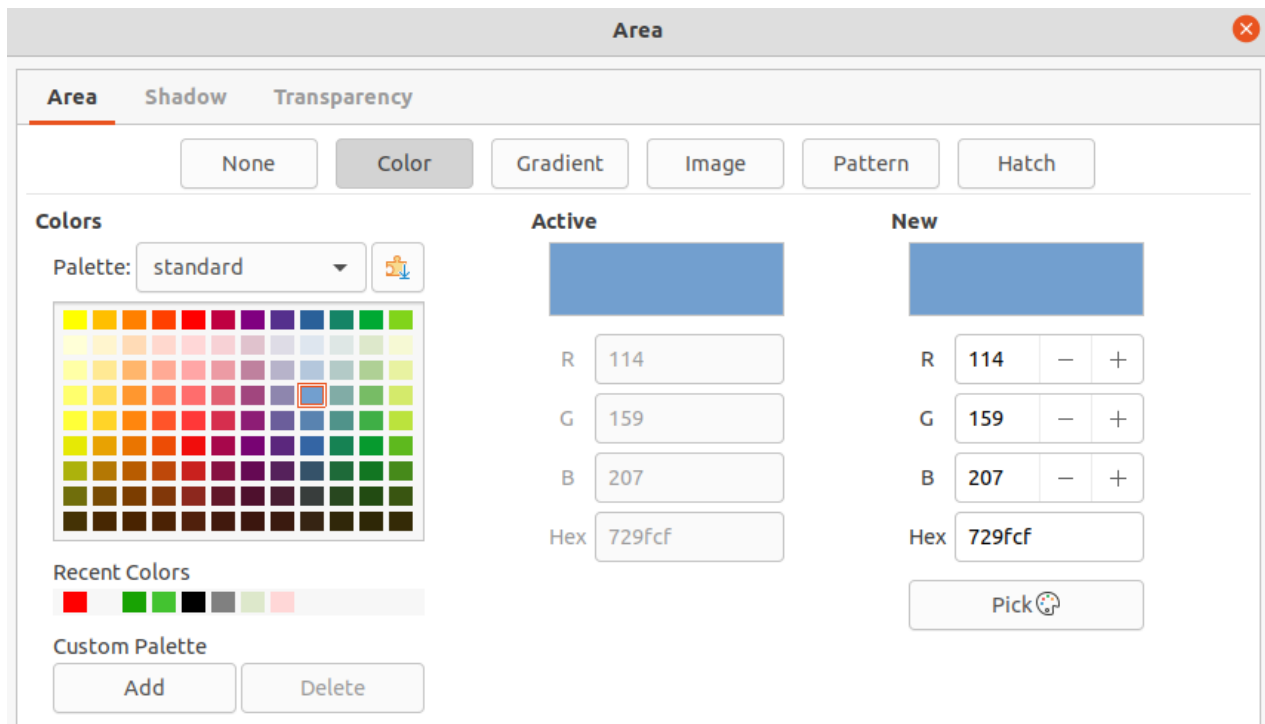 Area
Area Shadow Transparency
None Color Gradient Image Pattern Hatch
Colors
Palette: standard
Recent Colors
Custom Palette
Add Delete
Active
R 114
G 159
B 207
Hex 729fcf
New
R 114 − +
G 159 − +
B 207 − +
Hex 729fcf
Pick